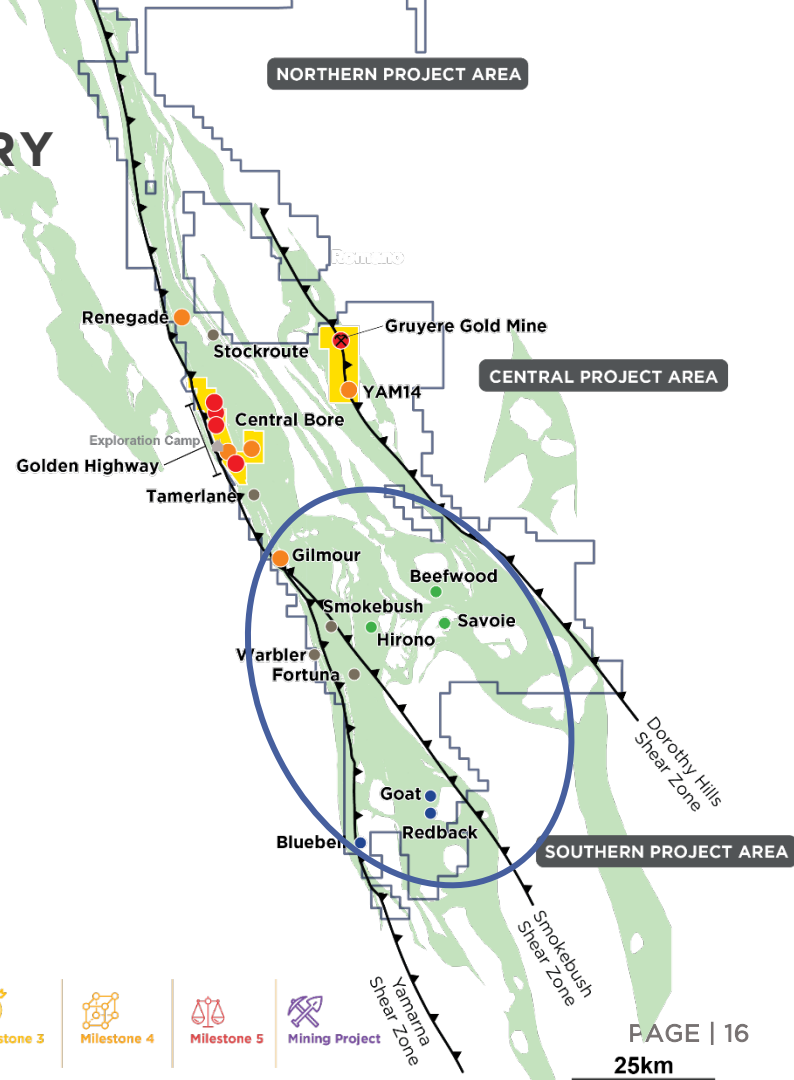 NORTHERN PROJECT AREA
RY
Romano
Renegade
Gruyere Gold Mine
Stockroute
CENTRAL PROJECT AREA
YAM14
Central Bore
Exploration Camp
Golden Highway
Tamerlane
Gilmour
Beefwood
Smokebush
Savoie
Hirono
Warbler
Fortuna
Dorothy Hills
Shear Zone
Goat
Redback
Bluebell
SOUTHERN PROJECT AREA
Smokebush
Shear Zone
Yamarna
Shear Zone
stone 3
Milestone 4
Milestone 5
Mining Project
PAGE | 16
25km